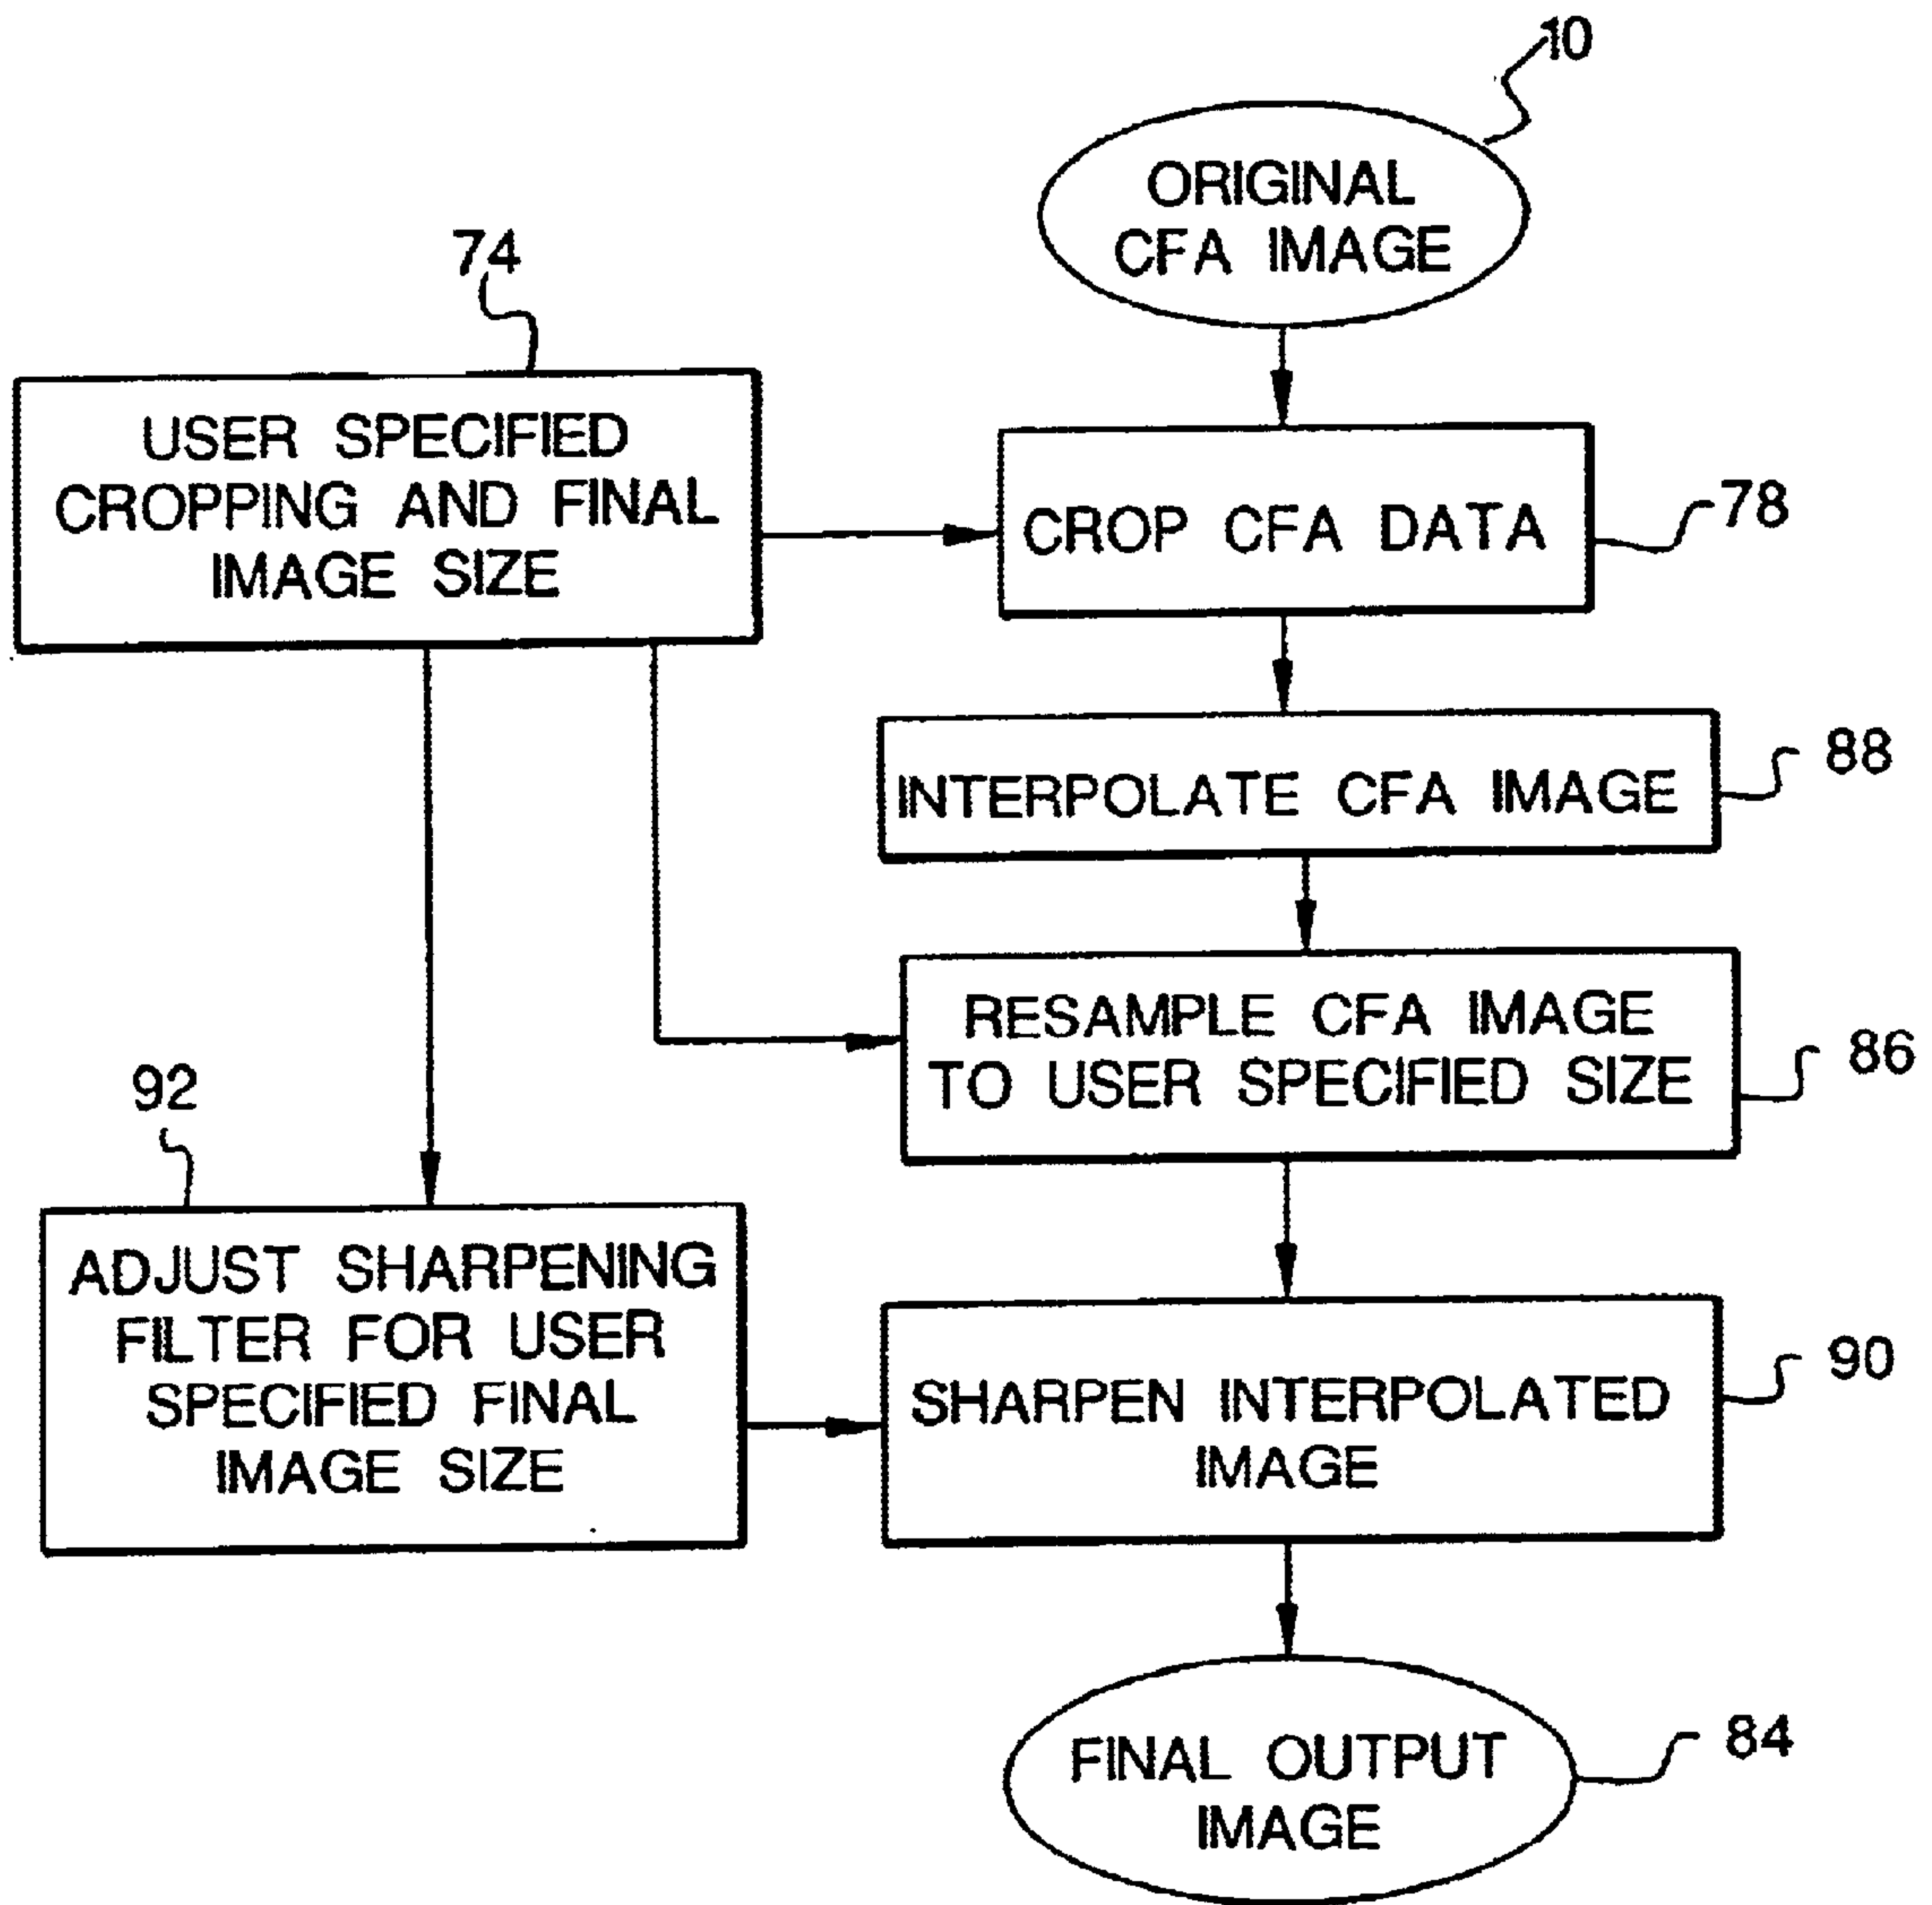 10
ORIGINAL
CFA IMAGE
74
USER SPECIFIED
CROPPING AND FINAL
IMAGE SIZE
CROP CFA DATA
78
INTERPOLATE CFA IMAGE
88
RESAMPLE CFA IMAGE
TO USER SPECIFIED SIZE
86
92
ADJUST SHARPENING
FILTER FOR USER
SPECIFIED FINAL
IMAGE SIZE
SHARPEN INTERPOLATED
IMAGE
90
FINAL OUTPUT
IMAGE
84